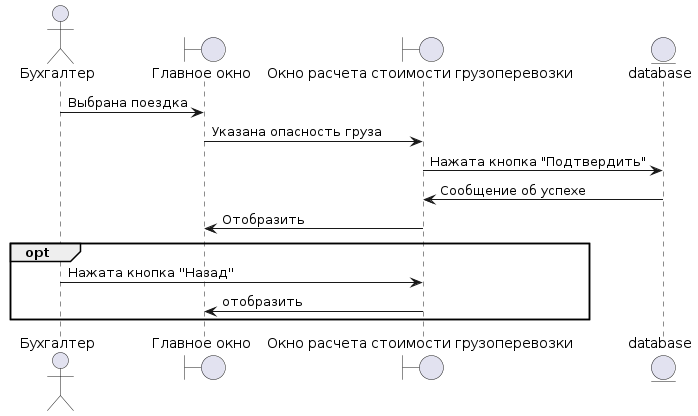 Бухгалтер
Главное окно
Окно расчета стоимости грузоперевозки
database
Выбрана поездка
Указана опасность груза
Нажата кнопка "Подтвердить"
Сообщение об успехе
Отобразить
opt
Нажата кнопка "Назад"
отобразить
Бухгалтер
Главное окно
Окно расчета стоимости грузоперевозки
database